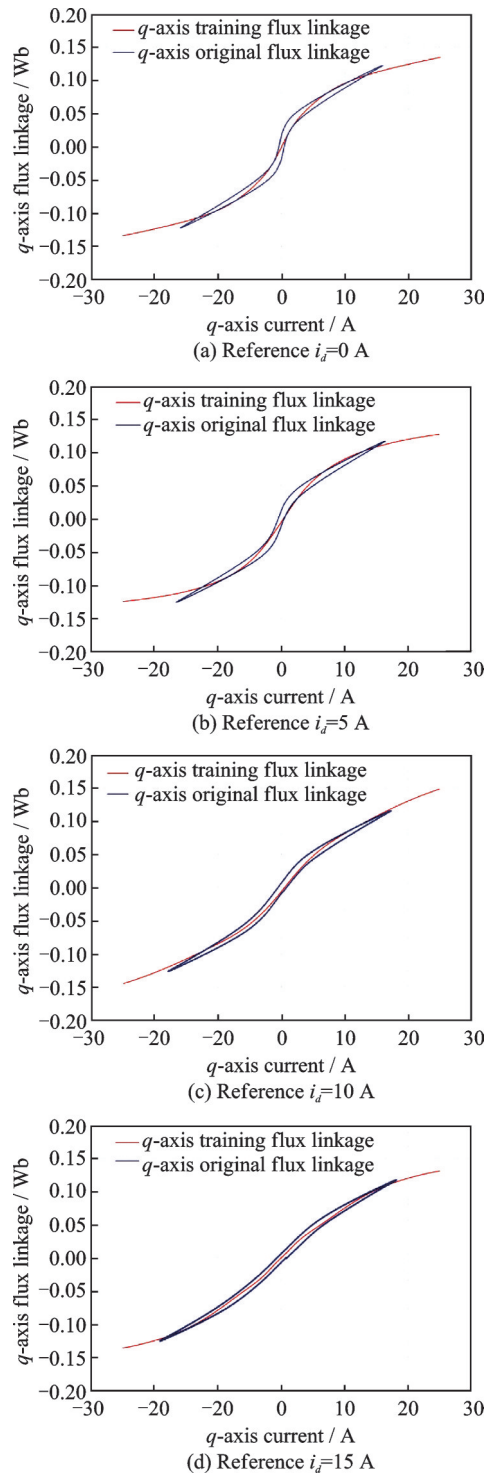 q-axis training flux linkage
q-axis original flux linkage
q-axis flux linkage / Wb
0.20
0.15
0.10
0.05
0.00
−0.05
−0.10
−0.15
−0.20
−30 −20 −10 0 10 20 30
q-axis current / A
(a) Reference i_d=0 A
q-axis training flux linkage
q-axis original flux linkage
q-axis flux linkage / Wb
0.20
0.15
0.10
0.05
0.00
−0.05
−0.10
−0.15
−0.20
−30 −20 −10 0 10 20 30
q-axis current / A
(b) Reference i_d=5 A
q-axis training flux linkage
q-axis original flux linkage
q-axis flux linkage / Wb
0.20
0.15
0.10
0.05
0.00
−0.05
−0.10
−0.15
−0.20
−30 −20 −10 0 10 20 30
q-axis current / A
(c) Reference i_d=10 A
q-axis training flux linkage
q-axis original flux linkage
q-axis flux linkage / Wb
0.20
0.15
0.10
0.05
0.00
−0.05
−0.10
−0.15
−0.20
−30 −20 −10 0 10 20 30
q-axis current / A
(d) Reference i_d=15 A